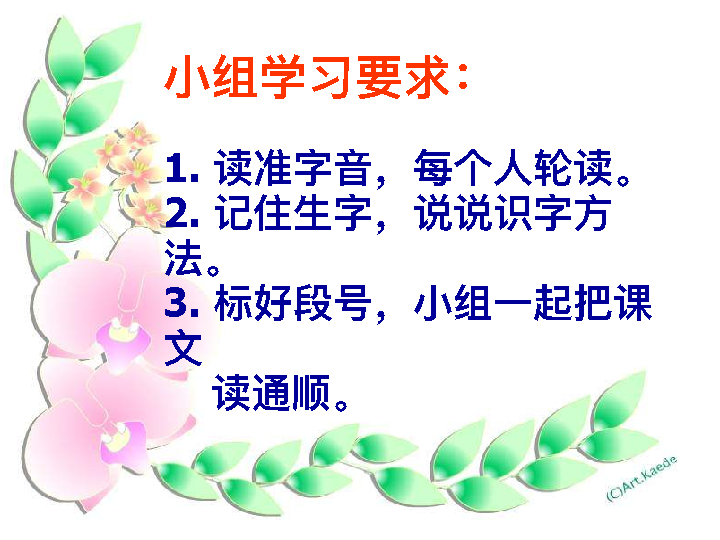 小组学习要求：
1. 读准字音，每个人轮读。
2. 记住生字，说说识字方
法。
3. 标好段号，小组一起把课
文
读通顺。
(C)Art.Kaede